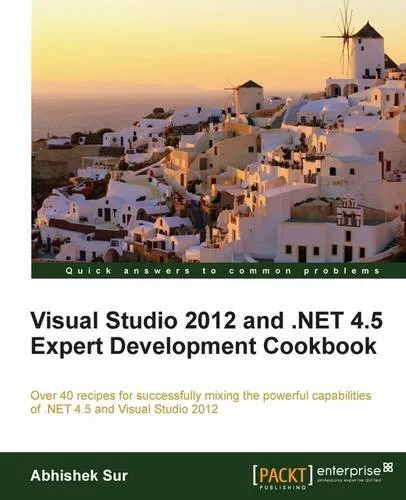 Quick answers to common problems
Visual Studio 2012 and .NET 4.5
Expert Development Cookbook
Over 40 recipes for successfully mixing the powerful capabilities
of .NET 4.5 and Visual Studio 2012
Abhishek Sur
[PACKT] enterprise
PUBLISHING professional expertise distilled